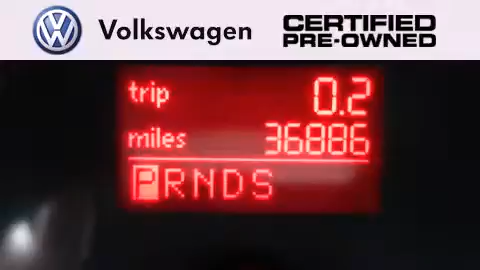 Volkswagen
CERTIFIED
PRE-OWNED
trip 0.2
miles 36886
PRNDS